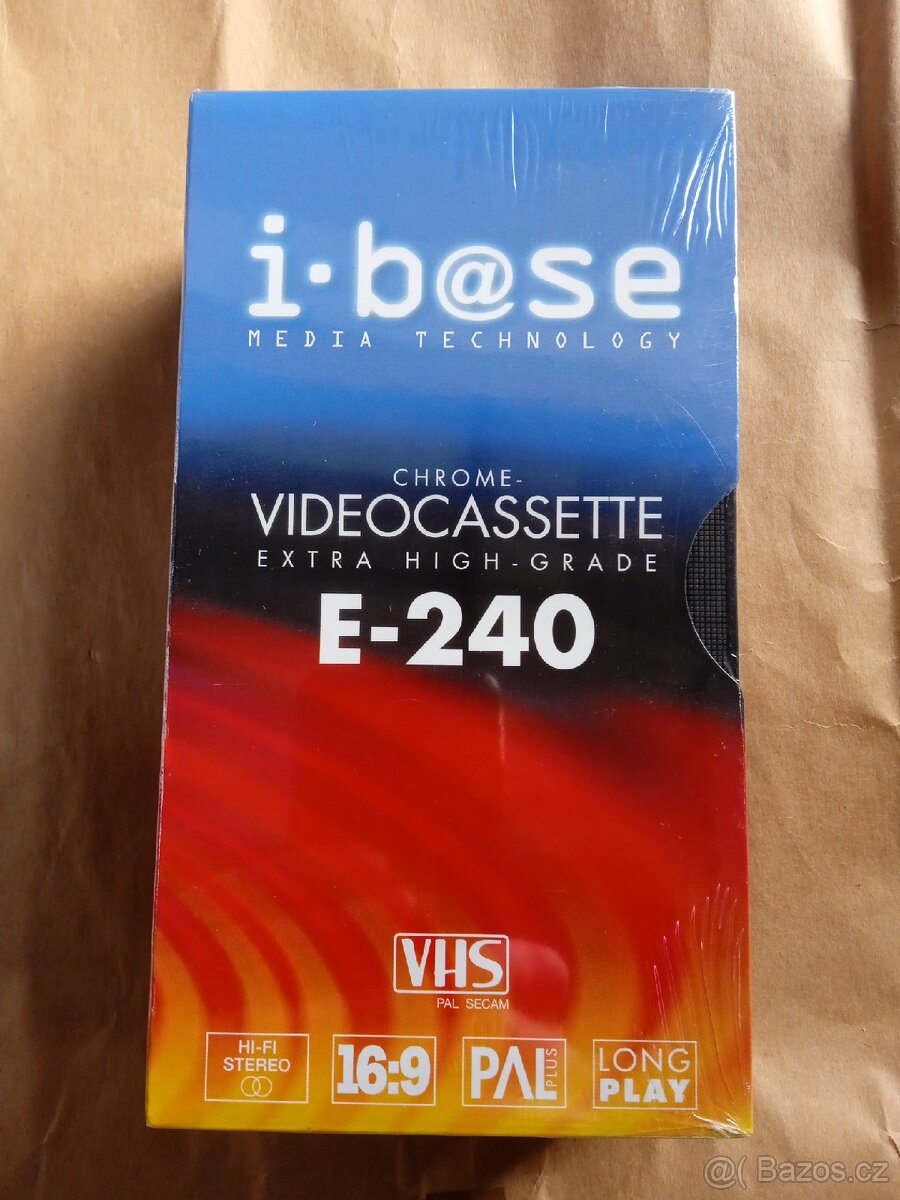 i·b@se
MEDIA TECHNOLOGY
CHROME-
VIDEOCASSETTE
EXTRA HIGH-GRADE
E-240
VHS
PAL SECAM
HI-FI
STEREO
16:9
PAL PLUS
LONG
PLAY
@( Bazos.cz